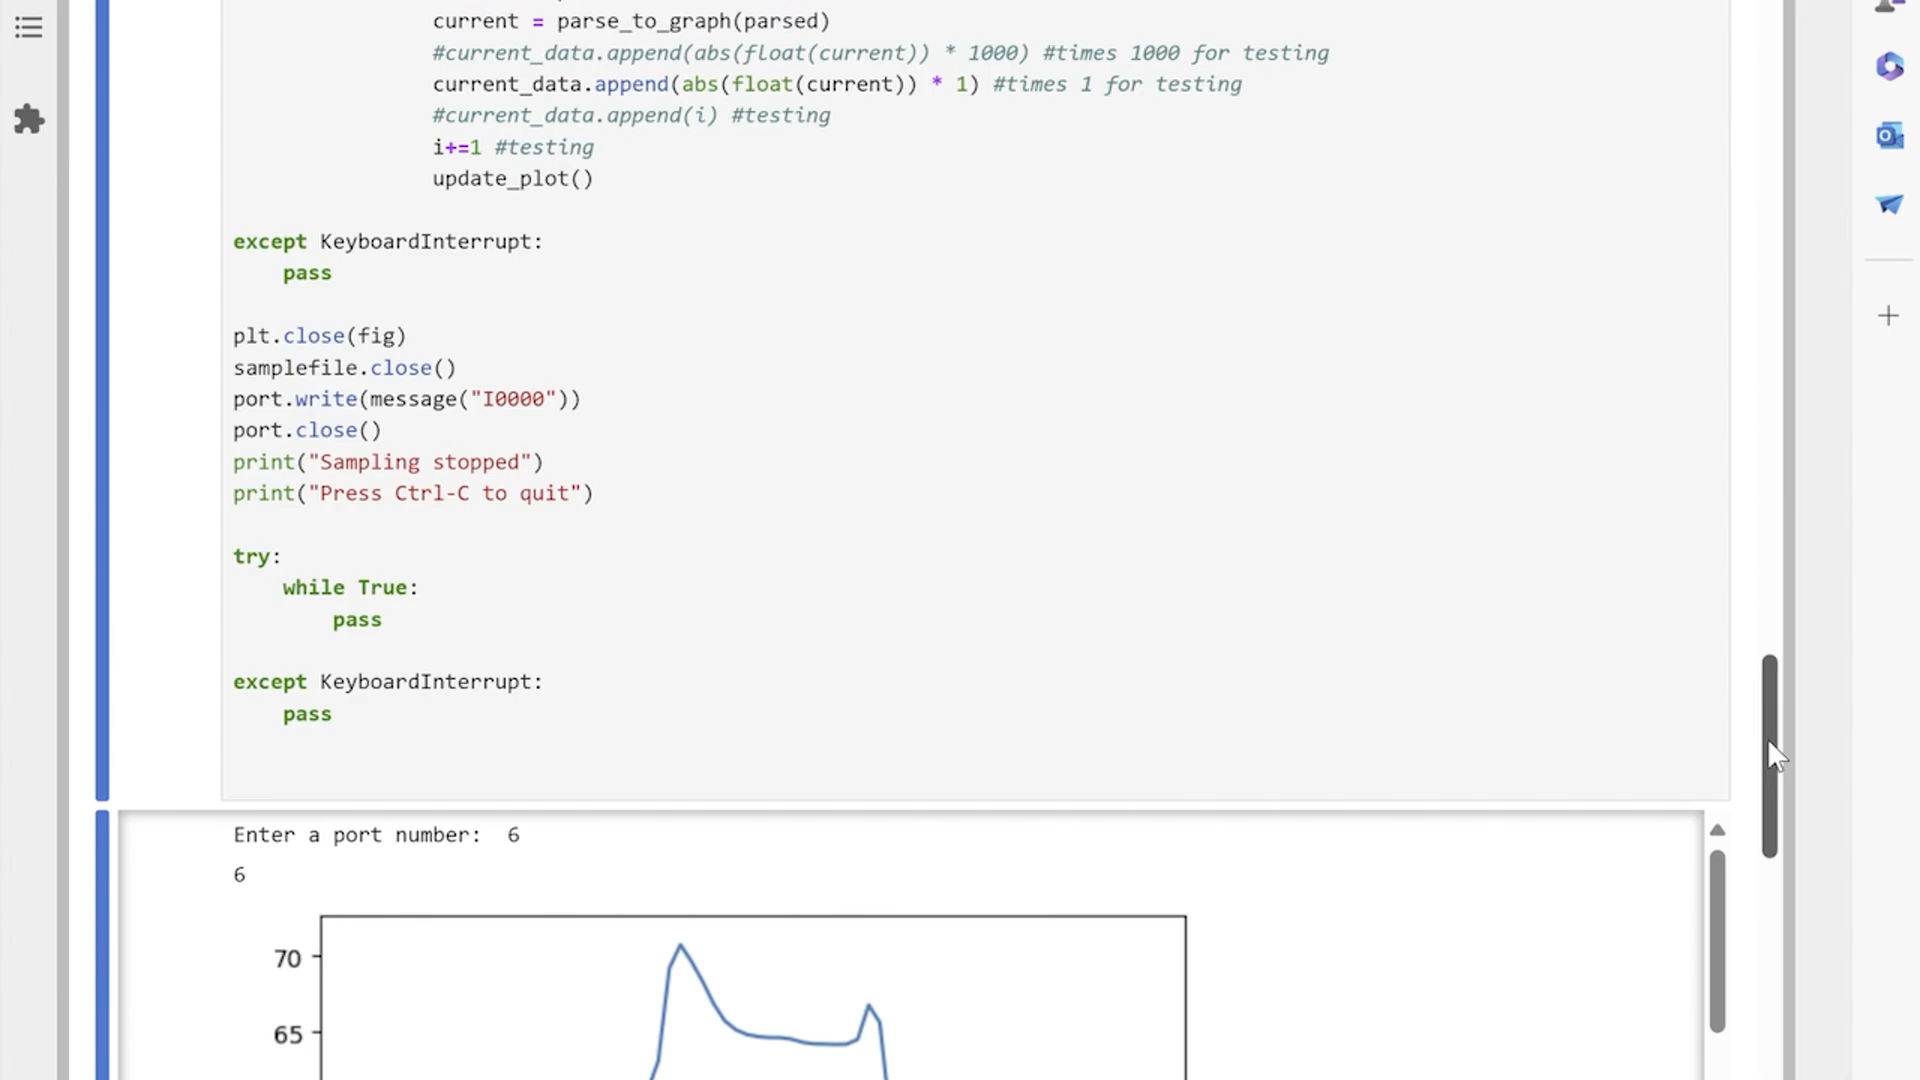 current = parse_to_graph(parsed)
#current_data.append(abs(float(current)) * 1000) #times 1000 for testing
current_data.append(abs(float(current)) * 1) #times 1 for testing
#current_data.append(i) #testing
i+=1 #testing
update_plot()
except KeyboardInterrupt:
pass
plt.close(fig)
samplefile.close()
port.write(message("I0000"))
port.close()
print("Sampling stopped")
print("Press Ctrl-C to quit")
try:
while True:
pass
except KeyboardInterrupt:
pass
Enter a port number: 6
6
70
65